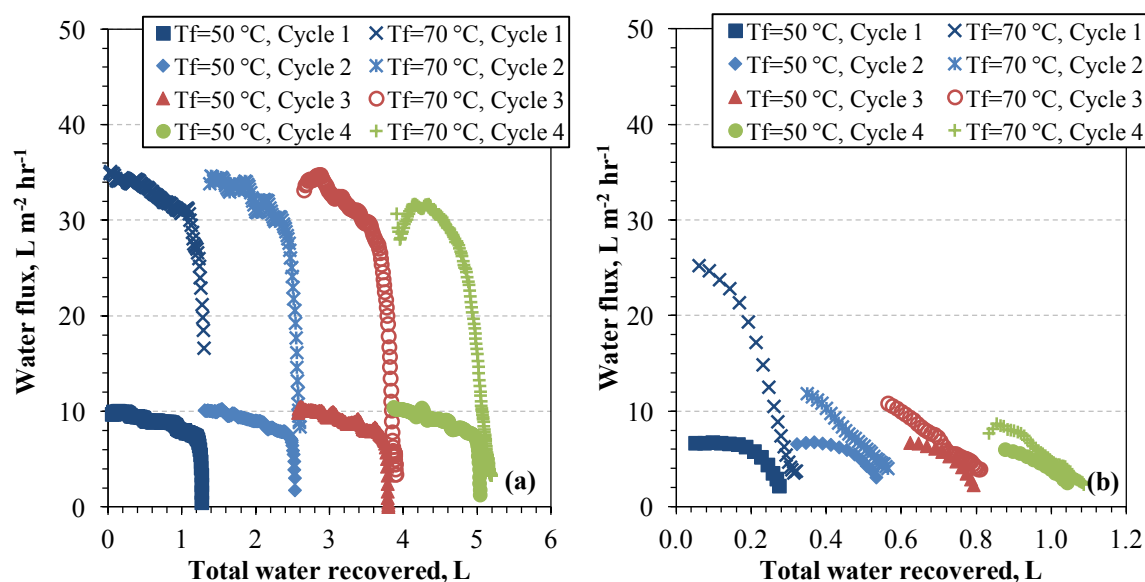 50
40
30
20
10
0
Water flux, L m-2 hr-1
Tf=50 °C, Cycle 1 Tf=70 °C, Cycle 1
Tf=50 °C, Cycle 2 Tf=70 °C, Cycle 2
Tf=50 °C, Cycle 3 Tf=70 °C, Cycle 3
Tf=50 °C, Cycle 4 Tf=70 °C, Cycle 4
(a)
0 1 2 3 4 5 6
Total water recovered, L
50
40
30
20
10
0
Water flux, L m-2 hr-1
Tf=50 °C, Cycle 1 Tf=70 °C, Cycle 1
Tf=50 °C, Cycle 2 Tf=70 °C, Cycle 2
Tf=50 °C, Cycle 3 Tf=70 °C, Cycle 3
Tf=50 °C, Cycle 4 Tf=70 °C, Cycle 4
(b)
0.0 0.2 0.4 0.6 0.8 1.0 1.2
Total water recovered, L